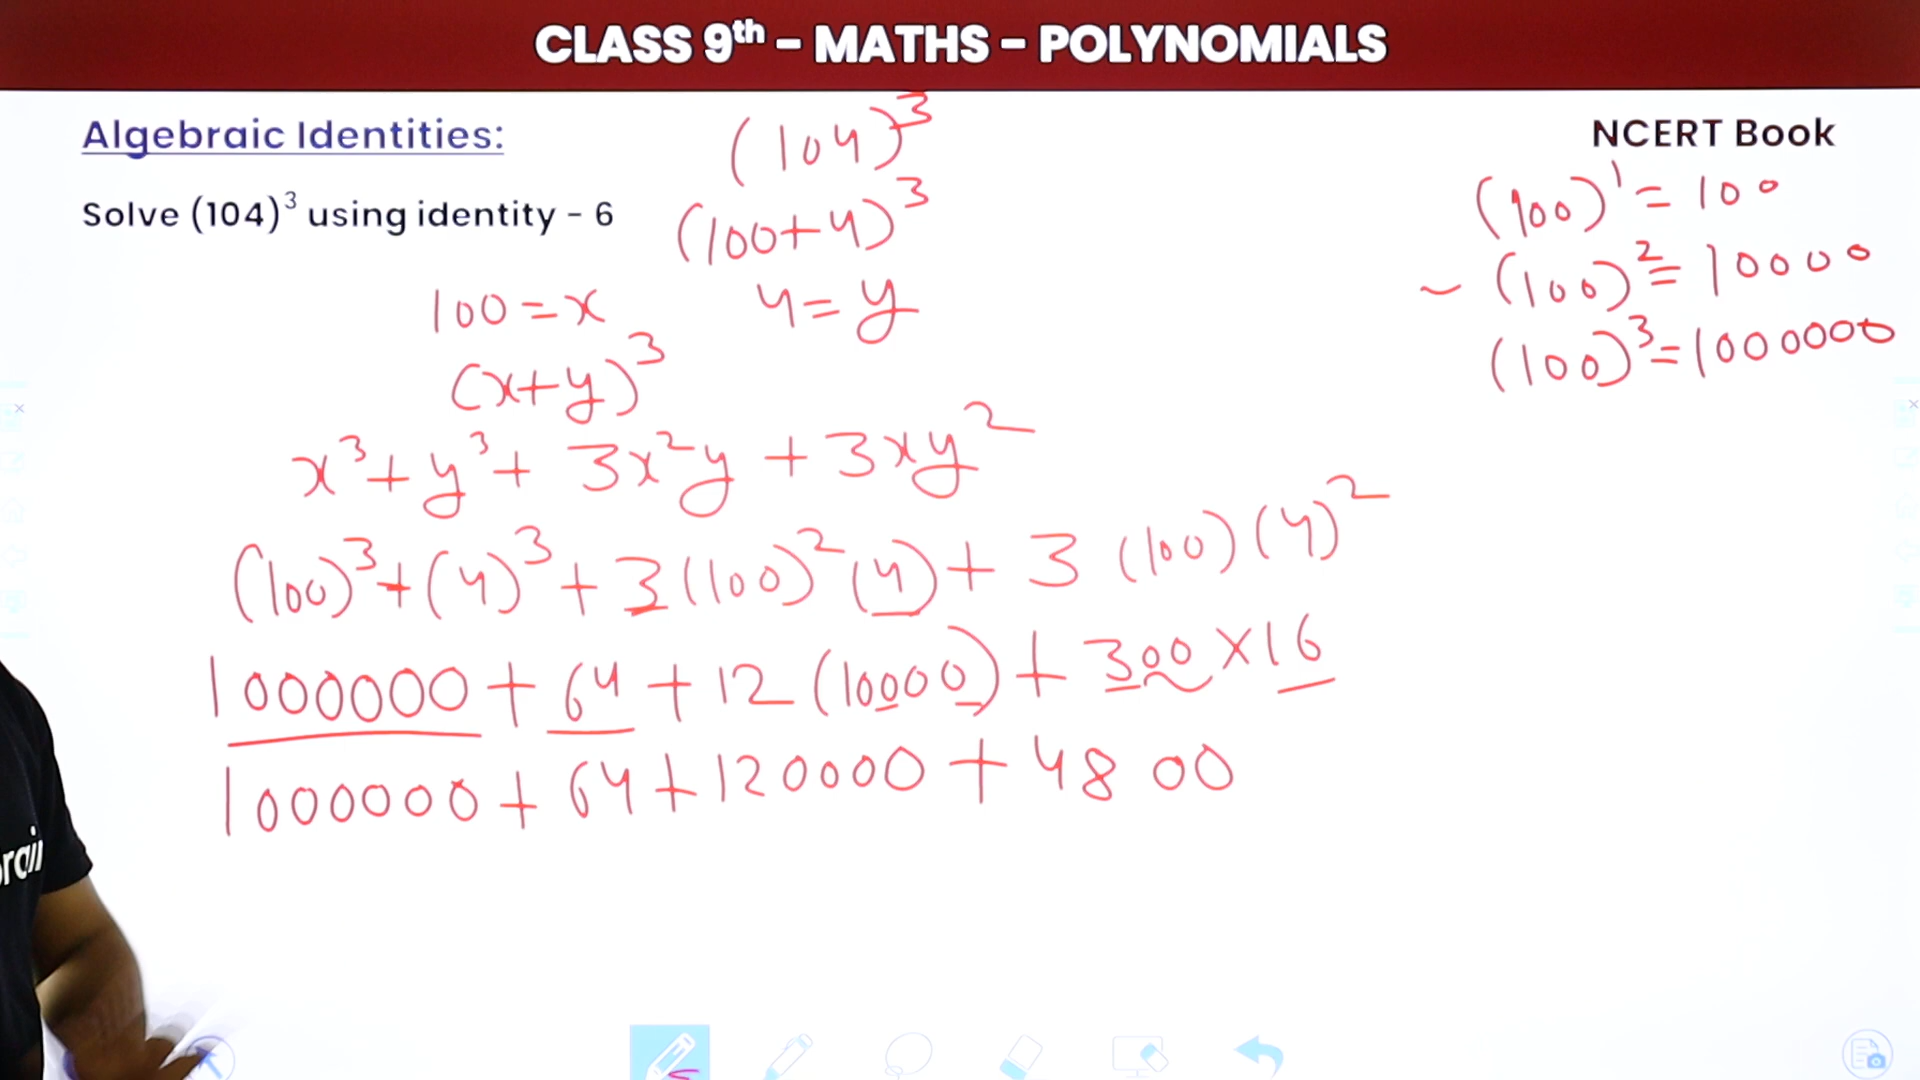 CLASS 9th – MATHS – POLYNOMIALS
Algebraic Identities:
NCERT Book
Solve (104)³ using identity - 6
(104)³
(100+4)³
100 = x
4 = y
(x+y)³
x³ + y³ + 3x²y + 3xy²
(100)³ + (4)³ + 3(100)²(4) + 3(100)(4)²
1000000 + 64 + 12(10000) + 300 × 16
1000000 + 64 + 120000 + 4800
(100)¹ = 100
(100)² = 10000
(100)³ = 1000000